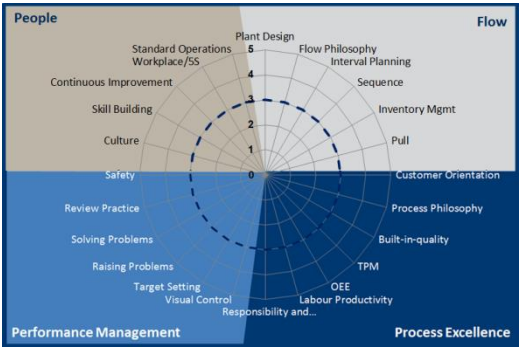 People
Flow
Plant Design
Standard Operations
Flow Philosophy
Workplace/5S
Interval Planning
Continuous Improvement
Sequence
Skill Building
Inventory Mgmt
Culture
Pull
Safety
Customer Orientation
Review Practice
Process Philosophy
Solving Problems
Built-in-quality
Raising Problems
TPM
Target Setting
OEE
Visual Control
Labour Productivity
Responsibility and...
5
4
3
2
1
0
Performance Management
Process Excellence